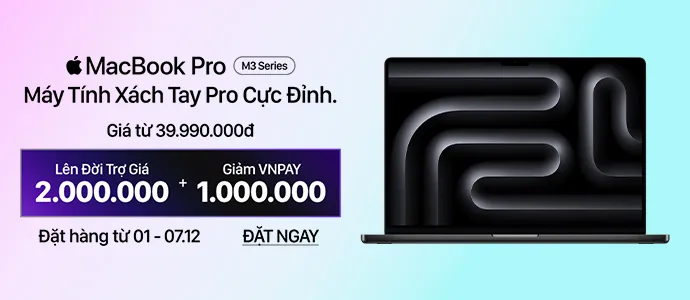 MacBook Pro M3 Series
Máy Tính Xách Tay Pro Cực Đỉnh.
Giá từ 39.990.000đ
Lên Đời Trợ Giá
2.000.000
+
Giảm VNPAY
1.000.000
Đặt hàng từ 01 - 07.12
ĐẶT NGAY